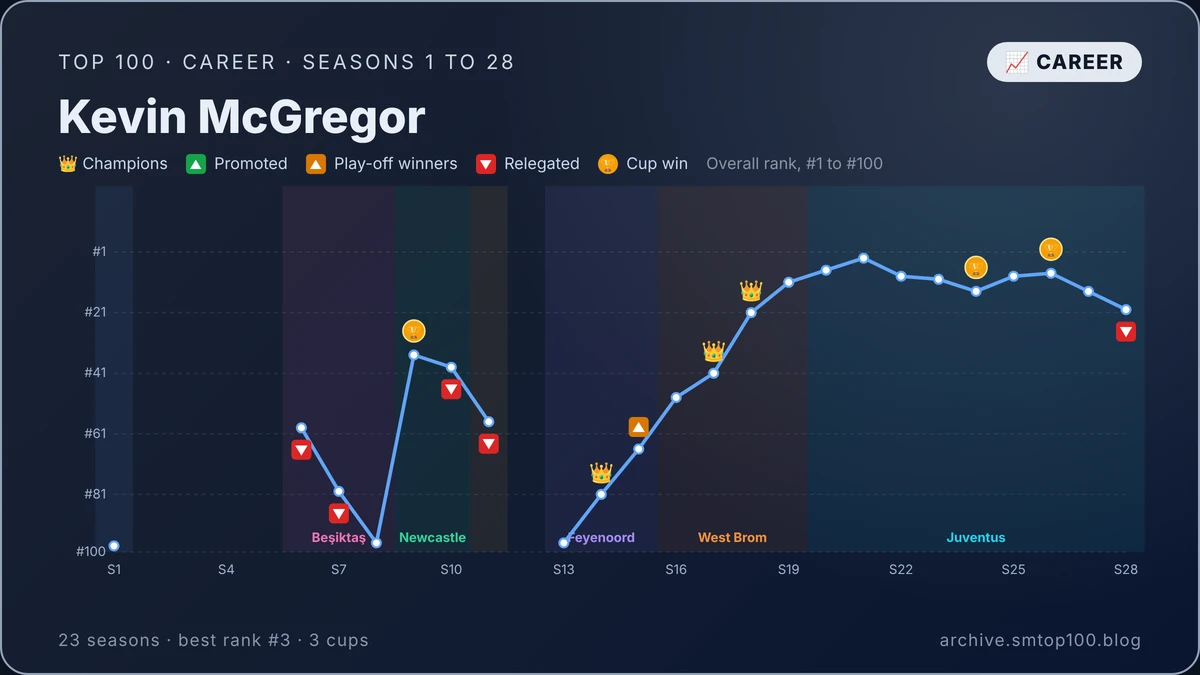 TOP 100 · CAREER · SEASONS 1 TO 28
CAREER
Kevin McGregor
Champions Promoted Play-off winners Relegated Cup win Overall rank, #1 to #100
#1
#21
#41
#61
#81
#100
Beşiktaş Newcastle Feyenoord West Brom Juventus
S1 S4 S7 S10 S13 S16 S19 S22 S25 S28
23 seasons · best rank #3 · 3 cups
archive.smtop100.blog